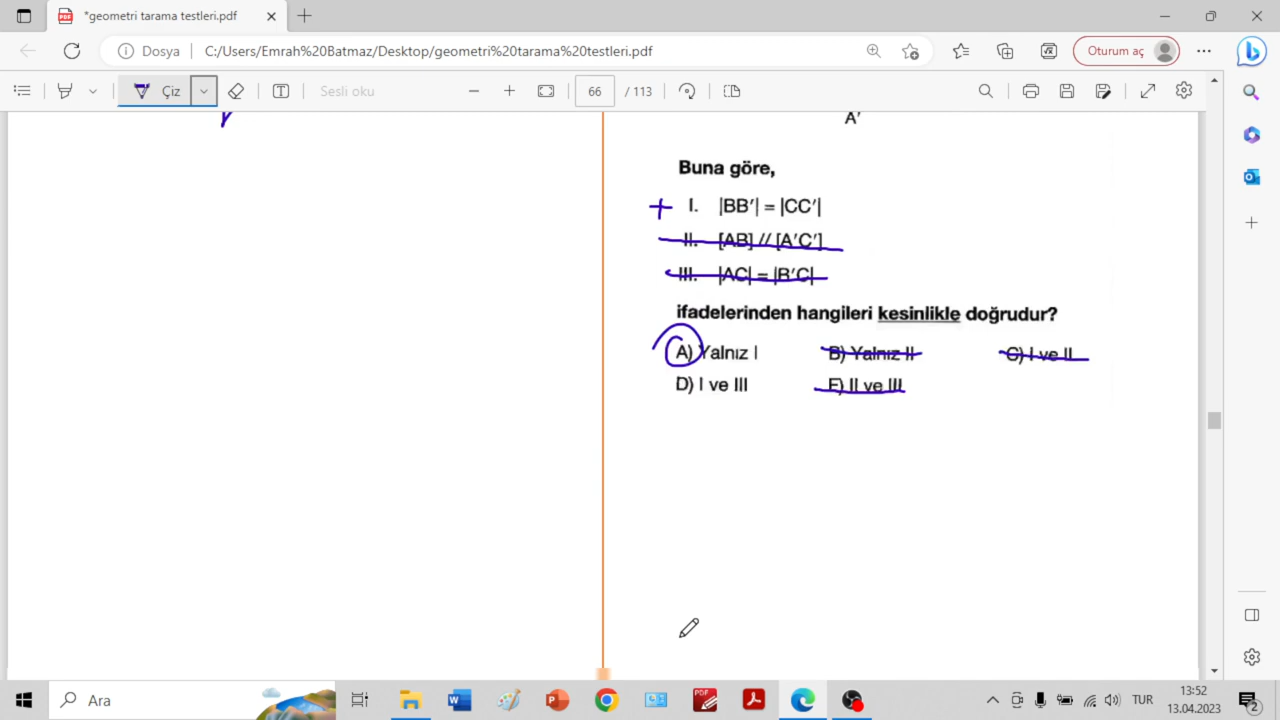 *geometri tarama testleri.pdf
Dosya C:/Users/Emrah%20Batmaz/Desktop/geometri%20tarama%20testleri.pdf Oturum aç
Çiz Sesli oku 66 / 113
A'
Buna göre,
+ I. |BB'| = |CC'|
II. [AB] // [A'C']
III. |AC| = |B'C|
ifadelerinden hangileri kesinlikle doğrudur?
A) Yalnız I B) Yalnız II C) I ve II
D) I ve III E) II ve III
Ara TUR 13:52
13.04.2023 2